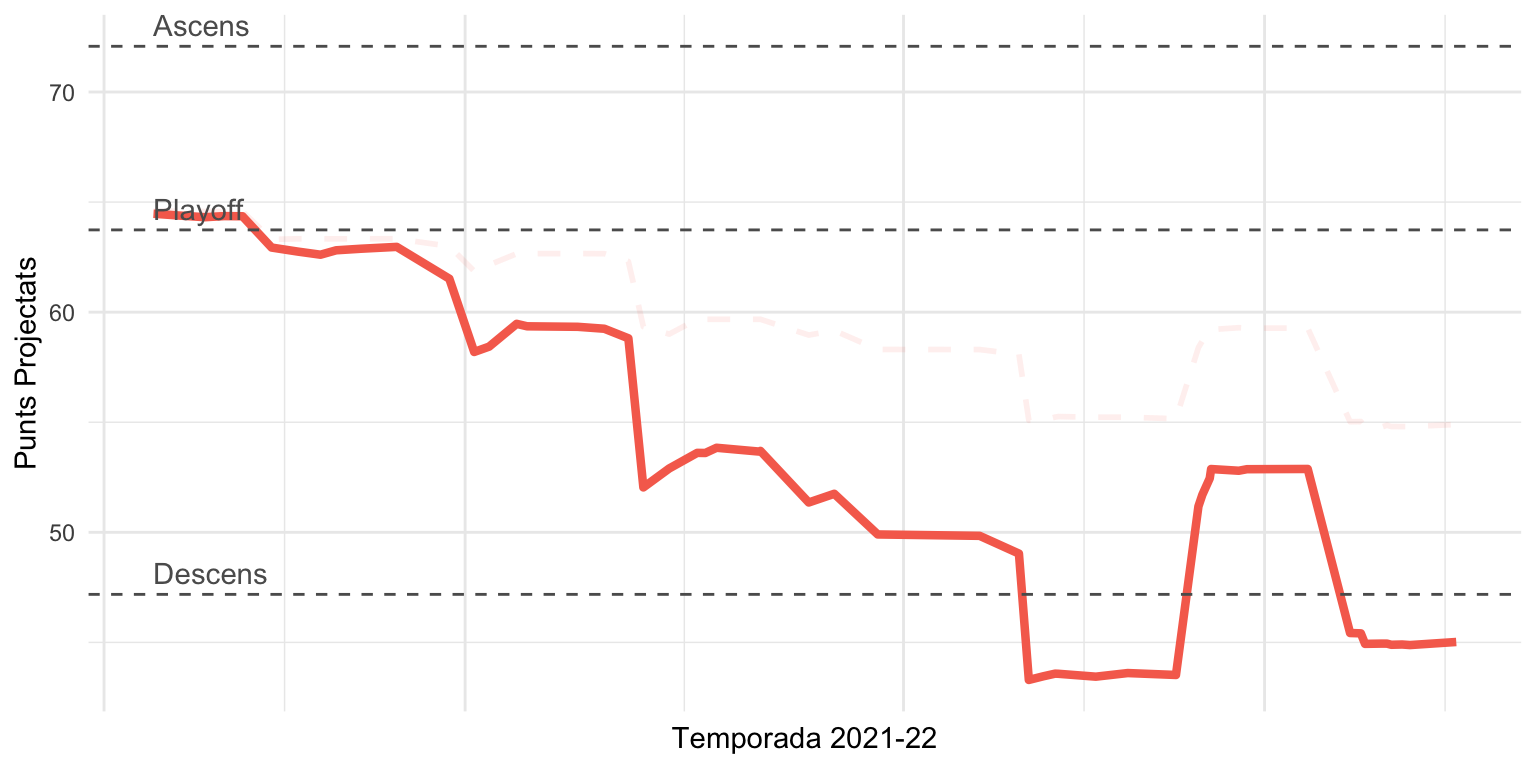 Ascens
70
Playoff
60
50
Descens
Punts Projectats
Temporada 2021-22